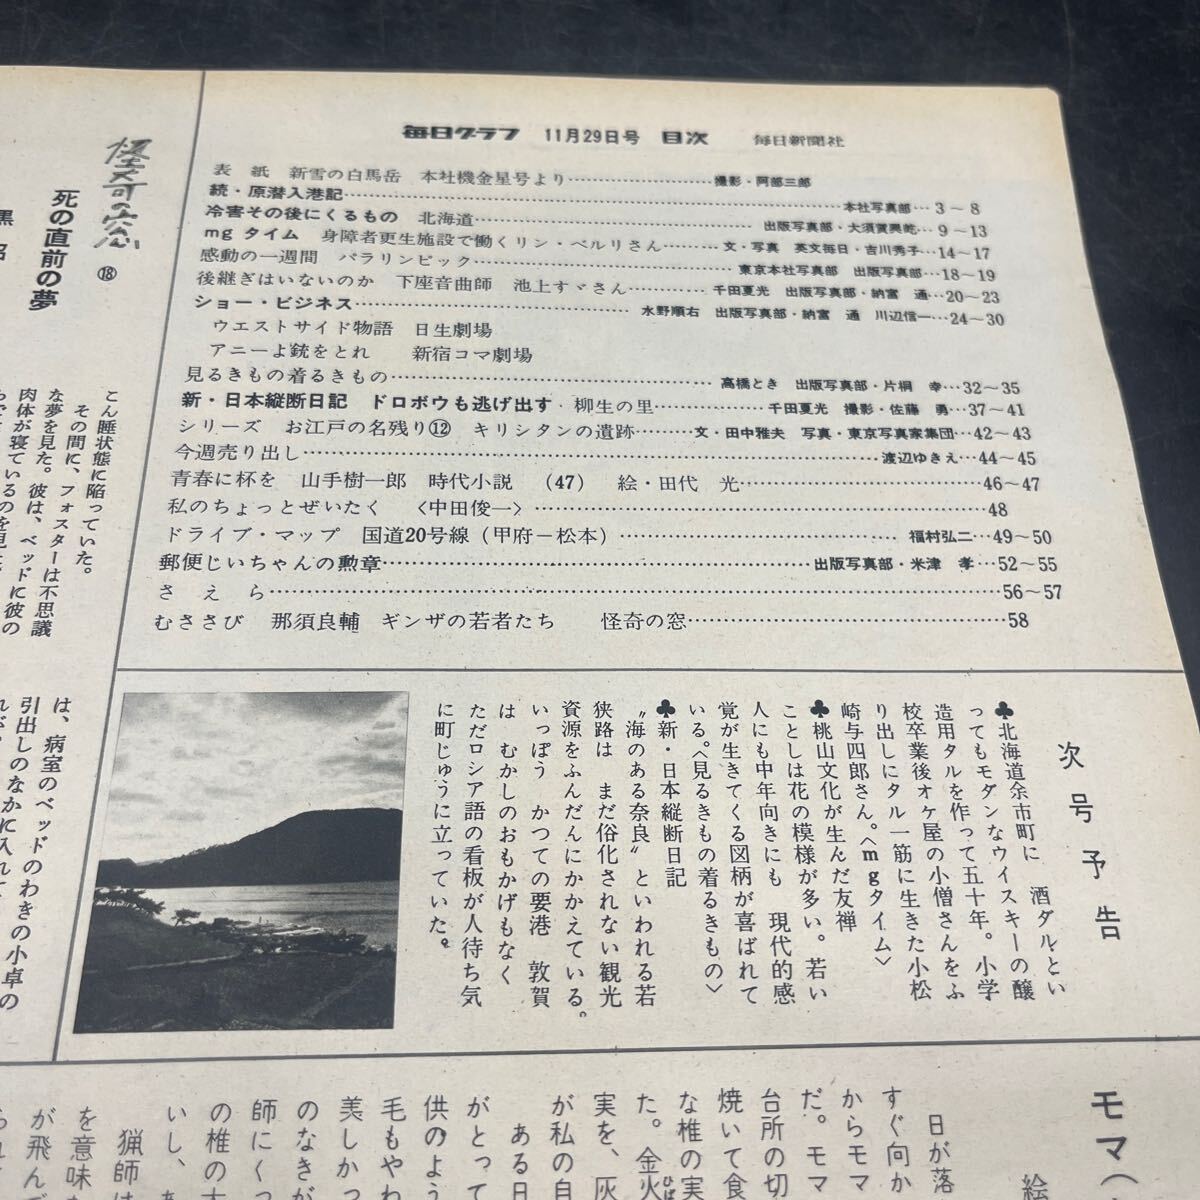 毎日グラフ 11月29日号 目次 毎日新聞社
表 紙 新雪の白馬岳 本社機金星号より……………………撮影・阿部三郎
続・原潜入港記……………………本社写真部…3～8
冷害その後にくるもの 北海道……………………出版写真部・大須賀興乾…9～13
mg タイム 身障者更生施設で働くリン・ベルリさん……文・写真 英文毎日・吉川秀子…14～17
感動の一週間 パラリンピック……………………東京本社写真部 出版写真部…18～19
後継ぎはいないのか 下座音曲師 池上すゞさん…………千田夏光 出版写真部・納富 通…20～23
ショー・ビジネス……………………水野順右 出版写真部・納富 通 川辺信一…24～30
ウエストサイド物語 日生劇場
アニーよ銃をとれ 新宿コマ劇場
見るきもの着るきもの……………………高橋とき 出版写真部・片桐 幸…32～35
新・日本縦断日記 ドロボウも逃げ出す 柳生の里……………千田夏光 撮影・佐藤 勇…37～41
シリーズ お江戸の名残り⑫ キリシタンの遺跡………文・田中雅夫 写真・東京写真家集団…42～43
今週売り出し……………………渡辺ゆきえ…44～45
青春に杯を 山手樹一郎 時代小説 (47) 絵・田代 光……………………46～47
私のちょっとぜいたく 〈中田俊一〉……………………48
ドライブ・マップ 国道20号線（甲府－松本）……………………福村弘二…49～50
郵便じいちゃんの勲章……………………出版写真部・米津 孝…52～55
さ え ら……………………56～57
むささび 那須良輔 ギンザの若者たち 怪奇の窓……………………58
次号予告
♣北海道余市町に 酒ダルとい
ってもモダンなウイスキーの醸
造用タルを作って五十年。小学
校卒業後オケ屋の小僧さんをふ
り出しにタル一筋に生きた小松
崎与四郎さん。〈mgタイム〉
♣桃山文化が生んだ友禅
ことしは花の模様が多い。若い
人にも中年向きにも 現代的感
覚が生きてくる図柄が喜ばれて
いる。〈見るきもの着るきもの〉
♣新・日本縦断日記
〝海のある奈良〟といわれる若
狭路は まだ俗化されない観光
資源をふんだんにかかえている。
いっぽう かつての要港 敦賀
は むかしのおもかげもなく
ただロシア語の看板が人待ち気
に町じゅうに立っていた。
怪奇の窓 ⑱
死の直前の夢
黒 沼
こん睡状態に陥っていた。
その間に、フォスターは不思議
な夢を見た。彼は、ベッドに彼の
肉体が寝ているのを見
は、病室のベッドのわきの小卓の
引出しのなかに入れて
モマ（
絵
日が落
すぐ向か
からモマ
だ。モマ
台所の切
焼いて食
な椎の実
た。金火
実を、灰
が私の自
ある日
がとって
供のよう
毛もやわ
美しかっ
のなきが
師にくっ
の椎の大
いし、あ
猟師は
を意味
が飛んで